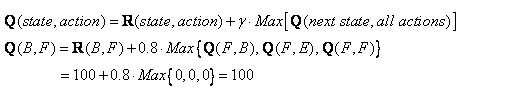 Q(state, action) = R(state, action) + γ · Max[Q(next state, all actions)]
Q(B, F) = R(B, F) + 0.8 · Max{Q(F, B), Q(F, E), Q(F, F)}
= 100 + 0.8 · Max{0, 0, 0} = 100